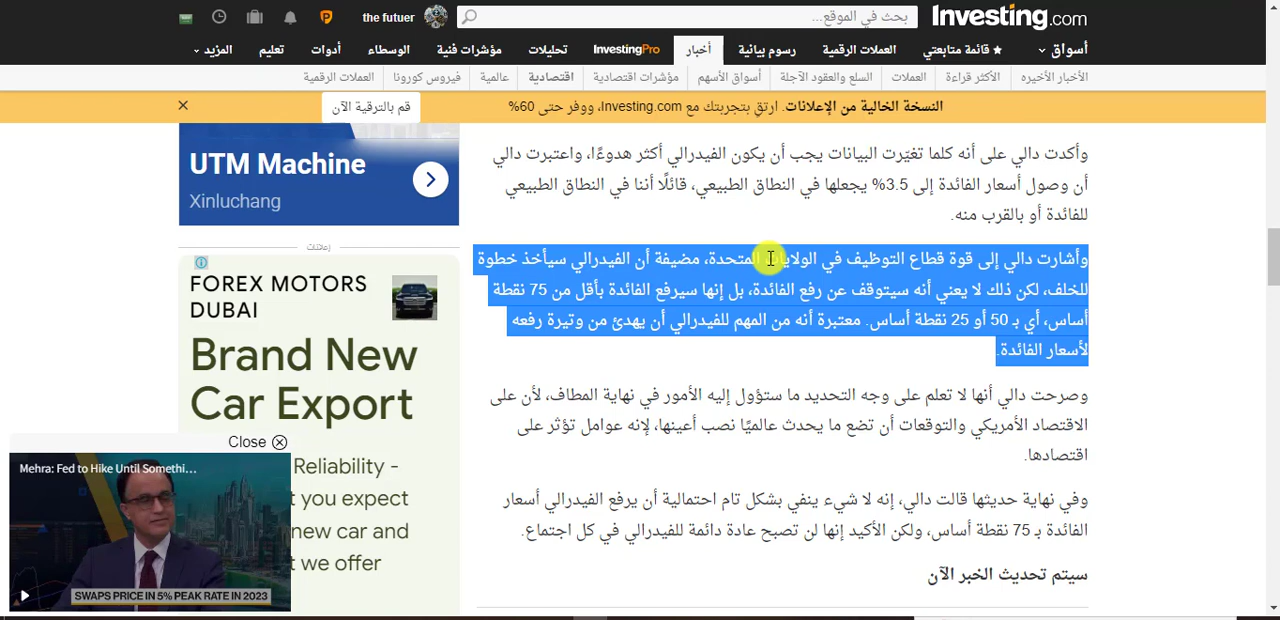 the futuer
بحث في الموقع...
Investing.com
أسواق
قائمة متابعتي
العملات الرقمية
رسوم بيانية
أخبار
InvestingPro
تحليلات
مؤشرات فنية
الوسطاء
أدوات
تعليم
المزيد
الأخبار الأخيره
الأكثر قراءة
العملات
السلع والعقود الآجلة
أسواق الأسهم
مؤشرات اقتصادية
اقتصادية
عالمية
فيروس كورونا
العملات الرقمية
النسخة الخالية من الإعلانات. ارتقِ بتجربتك مع Investing.com، ووفر حتى 60%
قم بالترقية الآن
وأكدت دالي على أنه كلما تغيّرت البيانات يجب أن يكون الفيدرالي أكثر هدوءًا، واعتبرت دالي
أن وصول أسعار الفائدة إلى 3.5% يجعلها في النطاق الطبيعي، قائلًا أننا في النطاق الطبيعي
للفائدة أو بالقرب منه.
وأشارت دالي إلى قوة قطاع التوظيف في الولايات المتحدة، مضيفة أن الفيدرالي سيأخذ خطوة
للخلف، لكن ذلك لا يعني أنه سيتوقف عن رفع الفائدة، بل إنها سيرفع الفائدة بأقل من 75 نقطة
أساس، أي بـ 50 أو 25 نقطة أساس. معتبرة أنه من المهم للفيدرالي أن يهدئ من وتيرة رفعه
لأسعار الفائدة.
وصرحت دالي أنها لا تعلم على وجه التحديد ما ستؤول إليه الأمور في نهاية المطاف، لأن على
الاقتصاد الأمريكي والتوقعات أن تضع ما يحدث عالميًا نصب أعينها، لإنه عوامل تؤثر على
اقتصادها.
وفي نهاية حديثها قالت دالي، إنه لا شيء ينفي بشكل تام احتمالية أن يرفع الفيدرالي أسعار
الفائدة بـ 75 نقطة أساس، ولكن الأكيد إنها لن تصبح عادة دائمة للفيدرالي في كل اجتماع.
سيتم تحديث الخبر الآن
UTM Machine
Xinluchang
إعلانات
FOREX MOTORS
DUBAI
Brand New
Car Export
Close
Reliability -
t you expect
new car and
t we offer
Mehra: Fed to Hike Until Somethi...
SWAPS PRICE IN 5% PEAK RATE IN 2023